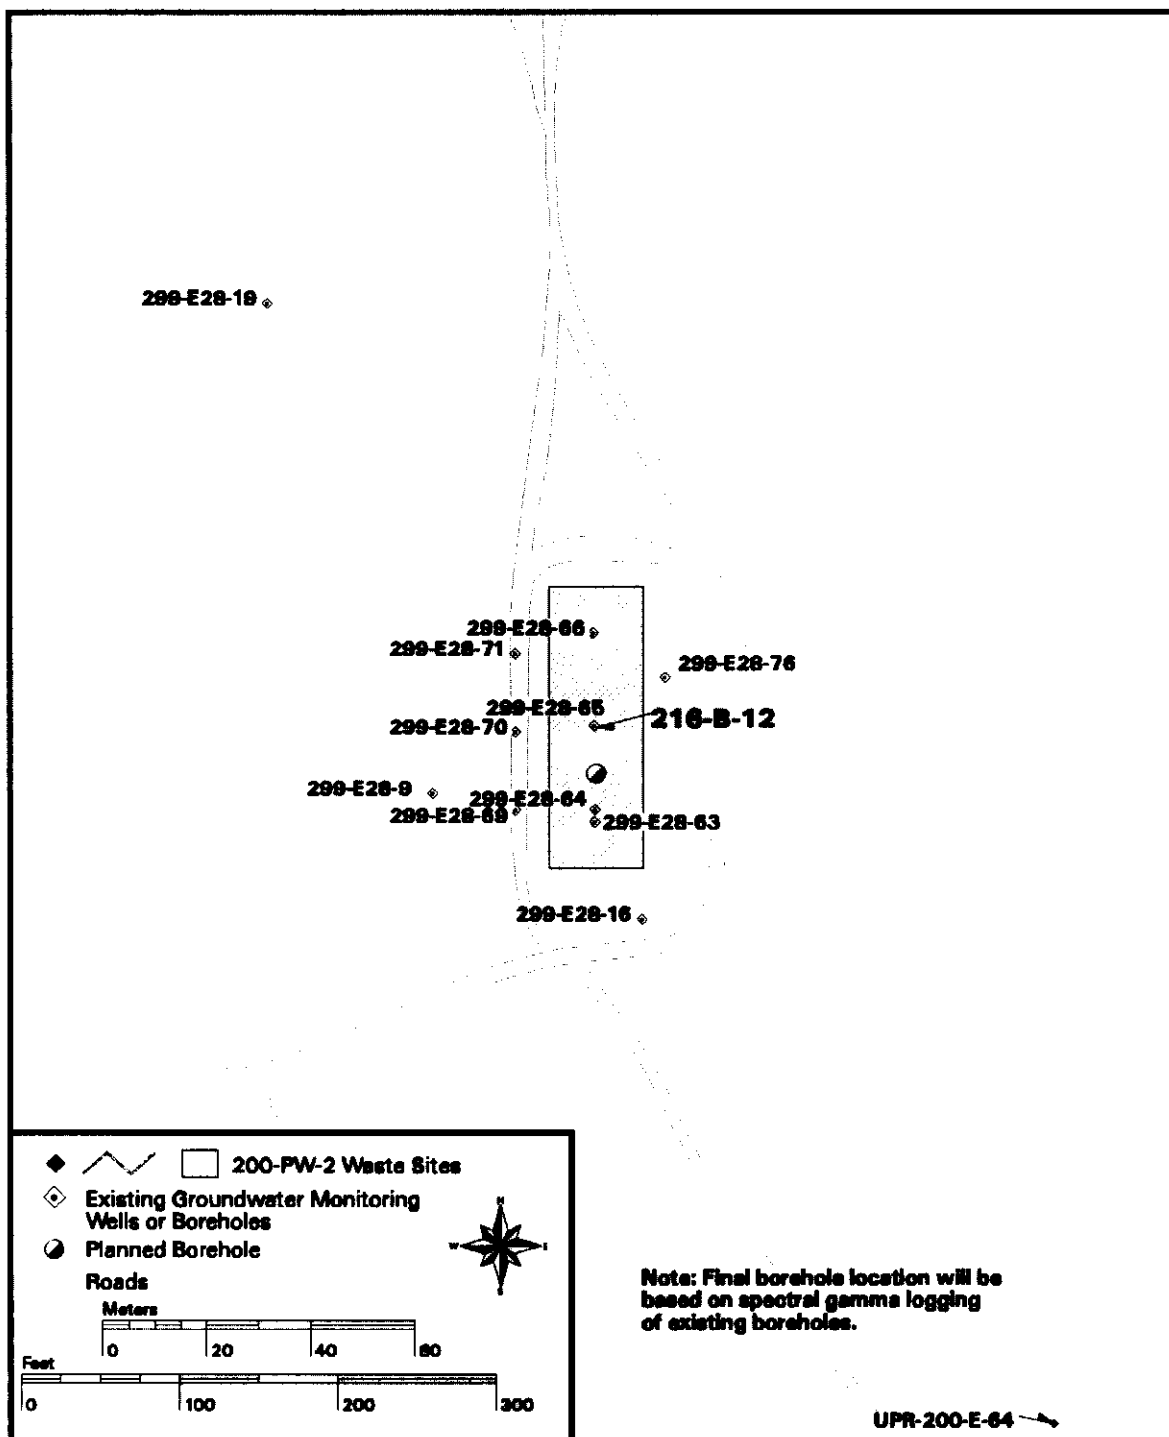 299-E28-19
299-E28-66
299-E28-71
299-E28-76
299-E28-65
216-B-12
299-E28-70
299-E28-9
299-E28-64
299-E28-69
299-E28-63
299-E28-16
200-PW-2 Waste Sites
Existing Groundwater Monitoring
Wells or Boreholes
Planned Borehole
Roads
N
W
E
S
Meters
0 20 40 60
Feet
0 100 200 300
Note: Final borehole location will be
based on spectral gamma logging
of existing boreholes.
UPR-200-E-64